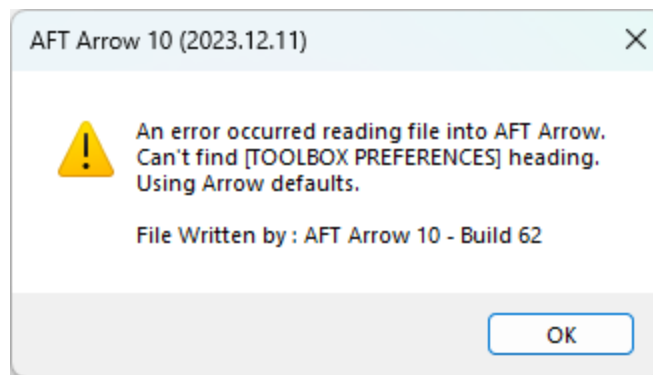 AFT Arrow 10 (2023.12.11)
An error occurred reading file into AFT Arrow.
Can't find [TOOLBOX PREFERENCES] heading.
Using Arrow defaults.
File Written by : AFT Arrow 10 - Build 62
OK